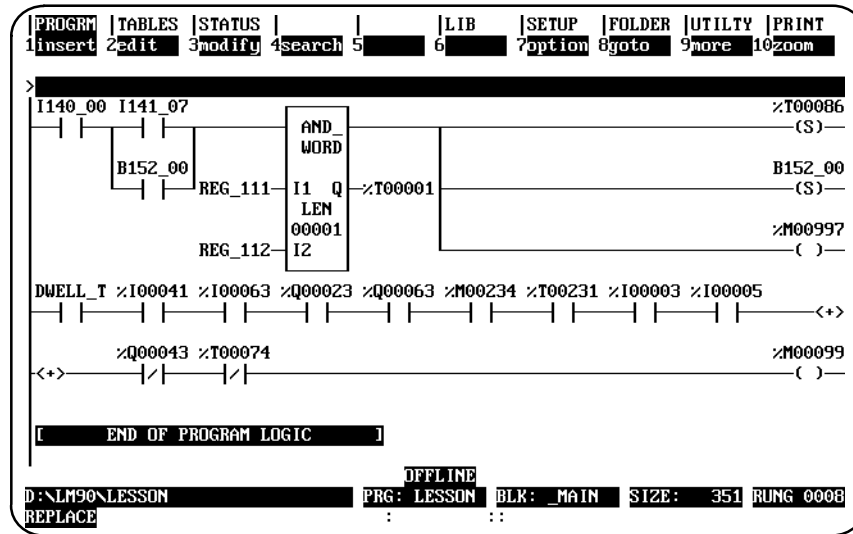 PROGRM |TABLES |STATUS | | |LIB |SETUP |FOLDER |UTILTY |PRINT
1insert 2edit 3modify 4search 5 6 7option 8goto 9more 10zoom
>
I140_00 I141_07 %T00086
AND_ (S)
WORD
B152_00 B152_00
REG_111 I1 Q %T00001 (S)
LEN
00001 %M00997
REG_112 I2 ( )
DWELL_T %I00041 %I00063 %Q00023 %Q00063 %M00234 %T00231 %I00003 %I00005
<+>
%Q00043 %T00074 %M00099
<+> ( )
[ END OF PROGRAM LOGIC ]
OFFLINE
D:\LM90\LESSON PRG: LESSON BLK: _MAIN SIZE: 351 RUNG 0008
REPLACE : ::